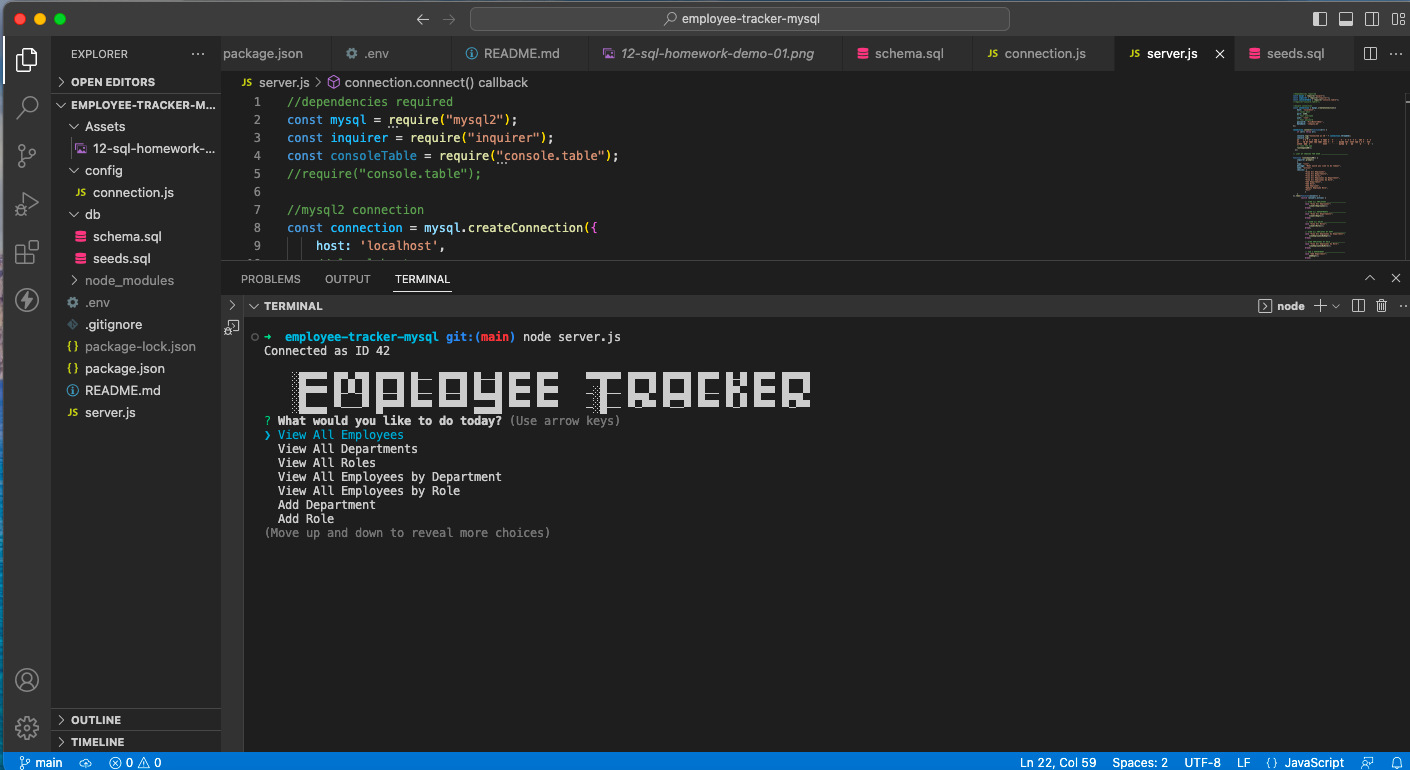 employee-tracker-mysql
EXPLORER
package.json
.env
README.md
12-sql-homework-demo-01.png
schema.sql
connection.js
server.js
seeds.sql
OPEN EDITORS
EMPLOYEE-TRACKER-M...
Assets
12-sql-homework-...
config
JS connection.js
db
schema.sql
seeds.sql
node_modules
.env
.gitignore
{} package-lock.json
{} package.json
README.md
JS server.js
OUTLINE
TIMELINE
JS server.js > connection.connect() callback
1 //dependencies required
2 const mysql = require("mysql2");
3 const inquirer = require("inquirer");
4 const consoleTable = require("console.table");
5 //require("console.table");
6
7 //mysql2 connection
8 const connection = mysql.createConnection({
9 host: 'localhost',
PROBLEMS OUTPUT TERMINAL
TERMINAL
node
→ employee-tracker-mysql git:(main) node server.js
Connected as ID 42
EMPLOYEE TRACKER
? What would you like to do today? (Use arrow keys)
❯ View All Employees
View All Departments
View All Roles
View All Employees by Department
View All Employees by Role
Add Department
Add Role
(Move up and down to reveal more choices)
main 0 0 Ln 22, Col 59 Spaces: 2 UTF-8 LF {} JavaScript